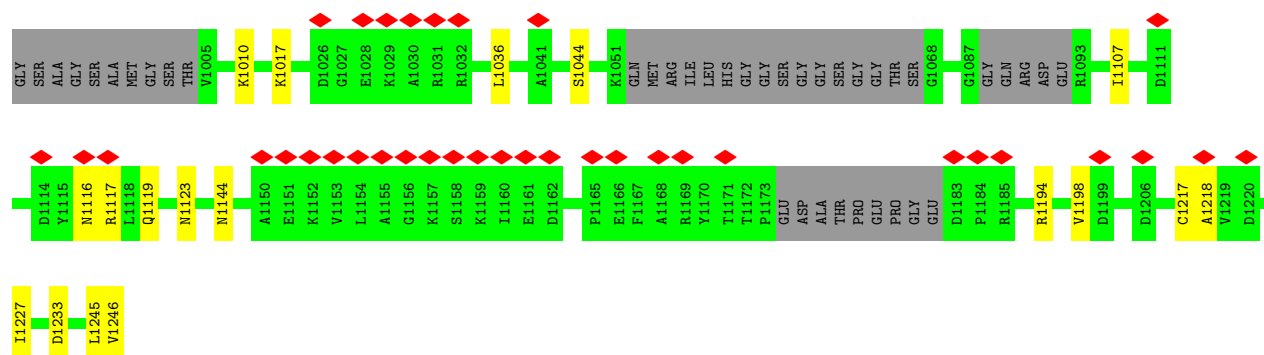 GLY SER ALA GLY SER ALA MET GLY SER THR V1005 K1010 K1017 D1026 G1027 E1028 K1029 A1030 R1031 R1032 L1036 A1041 S1044 K1051 GLN MET ARG ILE LEU HIS GLY GLY SER GLY GLY SER GLY GLY THR SER G1068 G1087 GLY GLN ARG ASP GLU R1093 I1107 D1111
D1114 Y1115 N1116 R1117 L1118 Q1119 N1123 N1144 A1150 E1151 K1152 V1153 L1154 A1155 G1156 K1157 S1158 K1159 I1160 E1161 D1162 P1165 E1166 F1167 A1168 R1169 Y1170 T1171 T1172 P1173 GLU ASP ALA THR PRO GLU PRO GLY GLU D1183 P1184 R1185 R1194 V1198 D1199 D1206 C1217 A1218 V1219 D1220
I1227 D1233 L1245 V1246